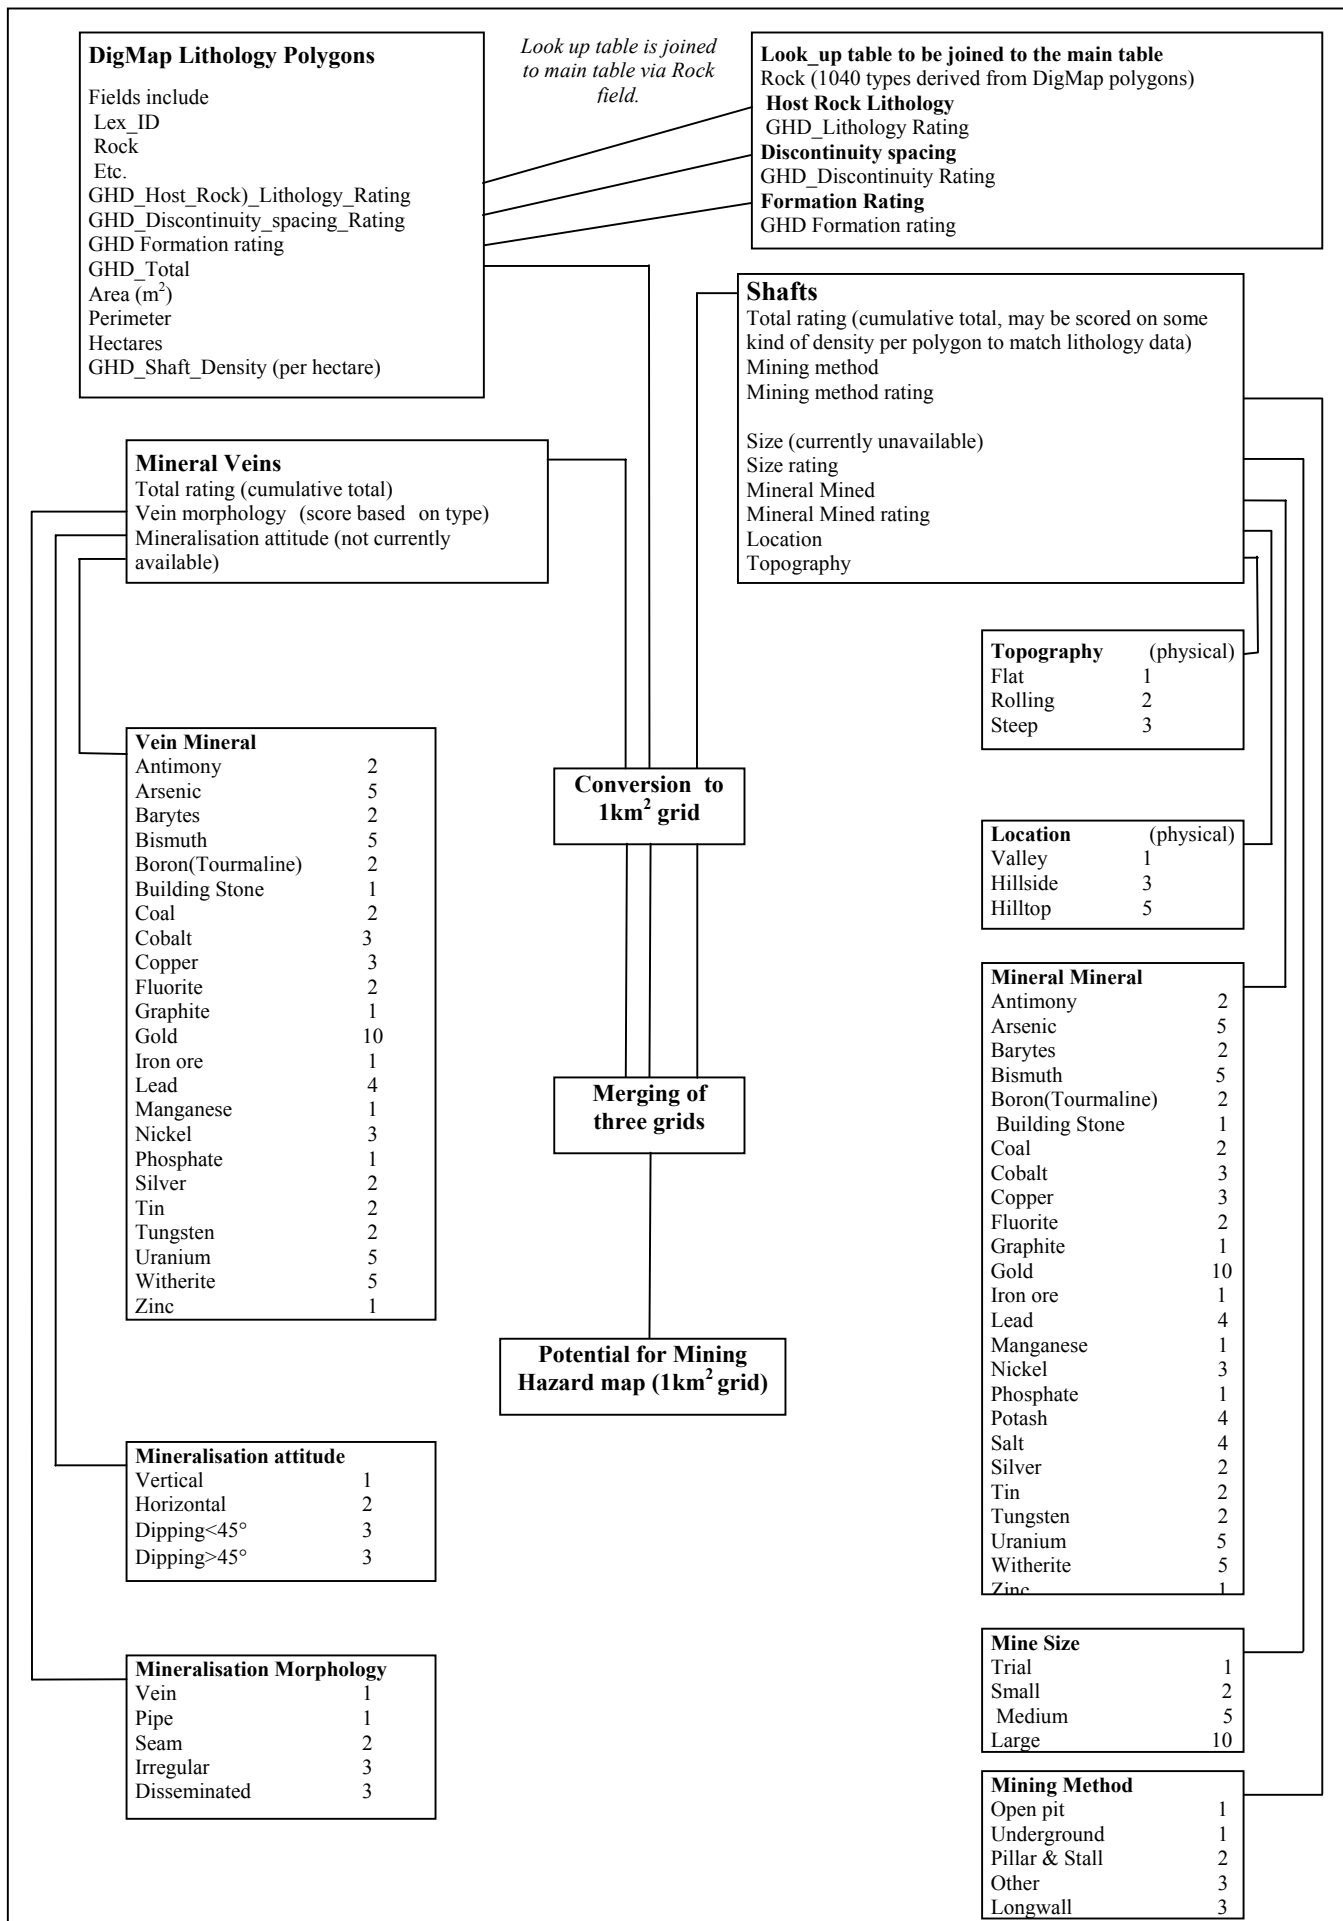 DigMap Lithology Polygons
Fields include
Lex_ID
Rock
Etc.
GHD_Host_Rock)_Lithology_Rating
GHD_Discontinuity_spacing_Rating
GHD Formation rating
GHD_Total
Area (m²)
Perimeter
Hectares
GHD_Shaft_Density (per hectare)
Look up table is joined
to main table via Rock
field.
Look_up table to be joined to the main table
Rock (1040 types derived from DigMap polygons)
Host Rock Lithology
GHD_Lithology Rating
Discontinuity spacing
GHD_Discontinuity Rating
Formation Rating
GHD Formation rating
Shafts
Total rating (cumulative total, may be scored on some
kind of density per polygon to match lithology data)
Mining method
Mining method rating
Size (currently unavailable)
Size rating
Mineral Mined
Mineral Mined rating
Location
Topography
Mineral Veins
Total rating (cumulative total)
Vein morphology (score based on type)
Mineralisation attitude (not currently
available)
Topography (physical)
Flat 1
Rolling 2
Steep 3
Vein Mineral
Antimony 2
Arsenic 5
Barytes 2
Bismuth 5
Boron(Tourmaline) 2
Building Stone 1
Coal 2
Cobalt 3
Copper 3
Fluorite 2
Graphite 1
Gold 10
Iron ore 1
Lead 4
Manganese 1
Nickel 3
Phosphate 1
Silver 2
Tin 2
Tungsten 2
Uranium 5
Witherite 5
Zinc 1
Conversion to
1km² grid
Location (physical)
Valley 1
Hillside 3
Hilltop 5
Mineral Mineral
Antimony 2
Arsenic 5
Barytes 2
Bismuth 5
Boron(Tourmaline) 2
Building Stone 1
Coal 2
Cobalt 3
Copper 3
Fluorite 2
Graphite 1
Gold 10
Iron ore 1
Lead 4
Manganese 1
Nickel 3
Phosphate 1
Potash 4
Salt 4
Silver 2
Tin 2
Tungsten 2
Uranium 5
Witherite 5
Zinc 1
Merging of
three grids
Potential for Mining
Hazard map (1km² grid)
Mineralisation attitude
Vertical 1
Horizontal 2
Dipping<45° 3
Dipping>45° 3
Mineralisation Morphology
Vein 1
Pipe 1
Seam 2
Irregular 3
Disseminated 3
Mine Size
Trial 1
Small 2
Medium 5
Large 10
Mining Method
Open pit 1
Underground 1
Pillar & Stall 2
Other 3
Longwall 3